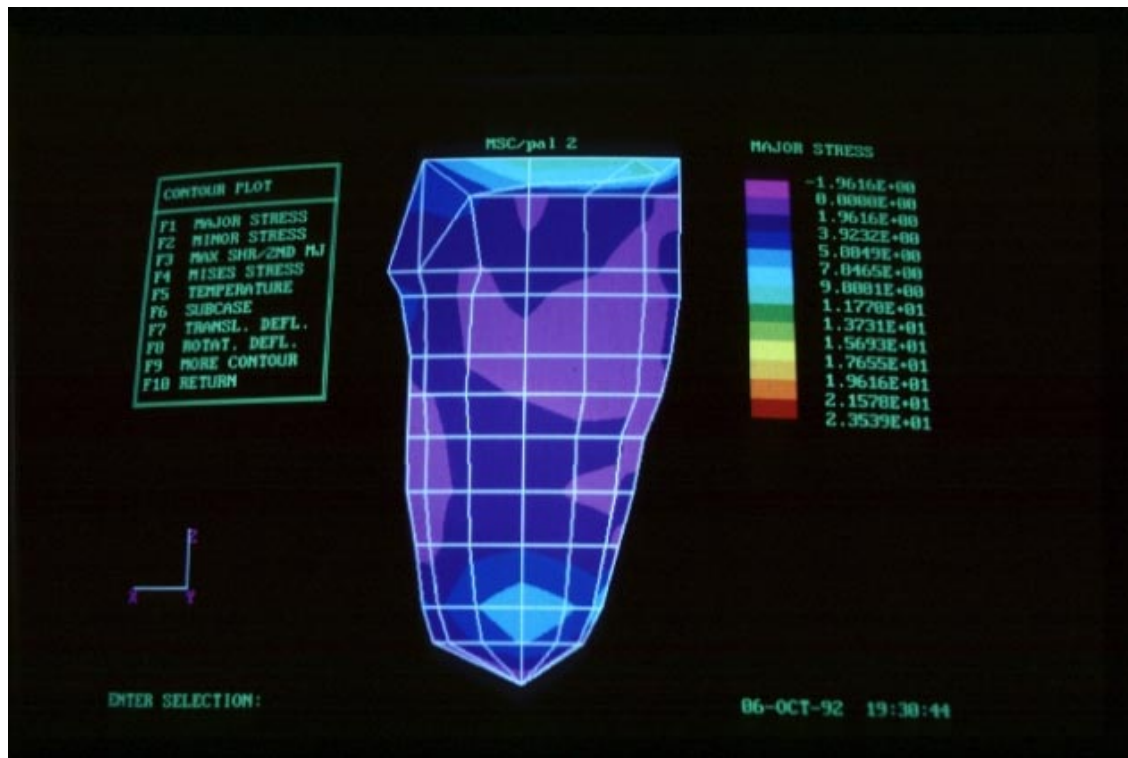 MSC/pal 2
CONTOUR PLOT
F1 MAJOR STRESS
F2 MINOR STRESS
F3 MAX SHR/2ND MJ
F4 MISES STRESS
F5 TEMPERATURE
F6 SUBCASE
F7 TRANSL. DEFL.
F8 ROTAT. DEFL.
F9 MORE CONTOUR
F10 RETURN
MAJOR STRESS
-1.9616E+00
0.0000E+00
1.9616E+00
3.9232E+00
5.8849E+00
7.8465E+00
9.8081E+00
1.1770E+01
1.3731E+01
1.5693E+01
1.7655E+01
1.9616E+01
2.1578E+01
2.3539E+01
Z
X
Y
ENTER SELECTION:
06-OCT-92 19:30:44